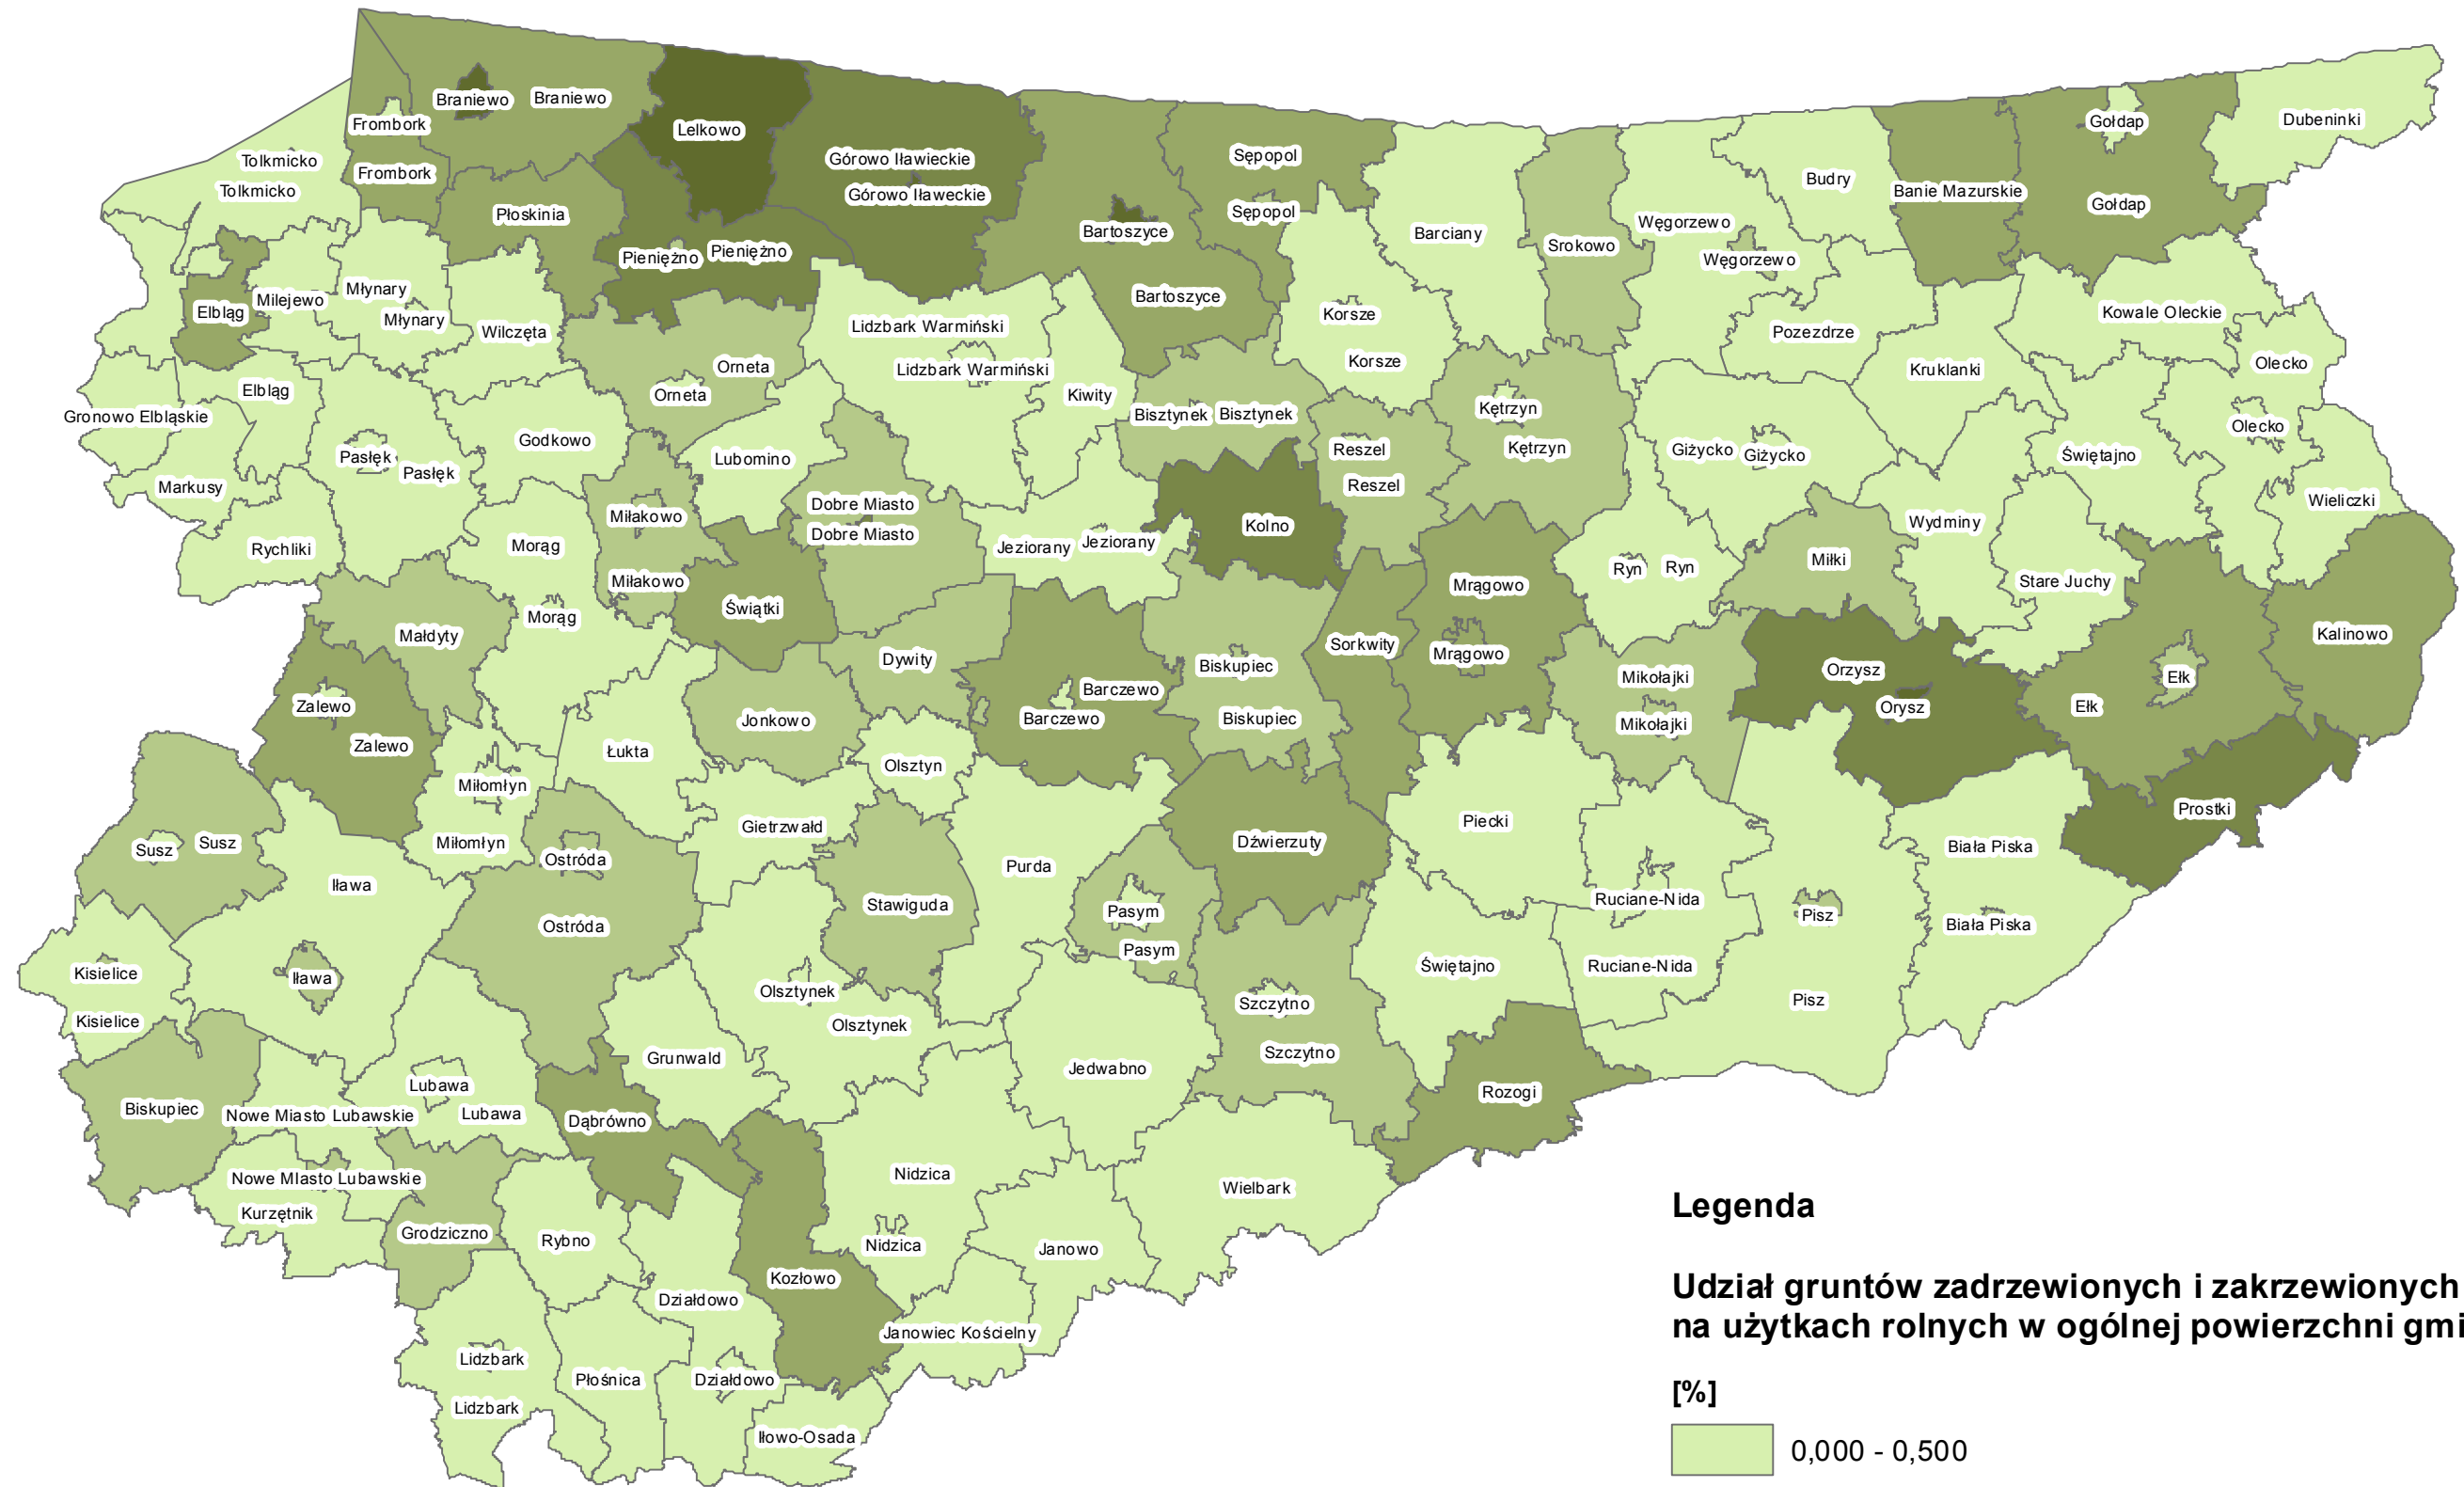 Braniewo
Braniewo
Frombork
Lelkowo
Tolkmicko
Górowo Iławieckie
Sępopol
Gołdap
Dubeninki
Frombork
Tolkmicko
Górowo Iławeckie
Budry
Banie Mazurskie
Gołdap
Płoskinia
Sępopol
Bartoszyce
Barciany
Węgorzewo
Srokowo
Pieniężno
Pieniężno
Węgorzewo
Młynary
Milejewo
Elbląg
Młynary
Wilczęta
Bartoszyce
Lidzbark Warmiński
Korsze
Pozezdrze
Kowale Oleckie
Orneta
Lidzbark Warmiński
Korsze
Kruklanki
Olecko
Elbląg
Orneta
Kiwity
Gronowo Elbląskie
Bisztynek
Bisztynek
Kętrzyn
Olecko
Godkowo
Pasłęk
Pasłęk
Lubomino
Reszel
Kętrzyn
Giżycko
Giżycko
Świętajno
Markusy
Reszel
Wieliczki
Dobre Miasto
Miłakowo
Kolno
Wydminy
Dobre Miasto
Rychliki
Morąg
Jeziorany
Jeziorany
Miłki
Ryn
Ryn
Miłakowo
Mrągowo
Stare Juchy
Świątki
Morąg
Małdyty
Sorkwity
Kalinowo
Dywity
Biskupiec
Mrągowo
Mikołajki
Orzysz
Ełk
Barczewo
Zalewo
Jonkowo
Barczewo
Biskupiec
Mikołajki
Orysz
Ełk
Zalewo
Łukta
Olsztyn
Miłomłyn
Prostki
Susz
Susz
Miłomłyn
Gietrzwałd
Dźwierzuty
Piecki
Biała Piska
Ostróda
Iława
Purda
Stawiguda
Pasym
Ruciane-Nida
Pisz
Ostróda
Biała Piska
Pasym
Kisielice
Iława
Olsztynek
Świętajno
Ruciane-Nida
Szczytno
Pisz
Kisielice
Olsztynek
Grunwald
Szczytno
Jedwabno
Lubawa
Rozogi
Biskupiec
Nowe Miasto Lubawskie
Lubawa
Dąbrówno
Nowe MIasto Lubawskie
Nidzica
Wielbark
Kurzętnik
Grodziczno
Rybno
Nidzica
Janowo
Kozłowo
Działdowo
Janowiec Kościelny
Lidzbark
Płośnica
Działdowo
Lidzbark
Iłowo-Osada
Legenda
Udział gruntów zadrzewionych i zakrzewionych
na użytkach rolnych w ogólnej powierzchni gmi
[%]
0,000 - 0,500